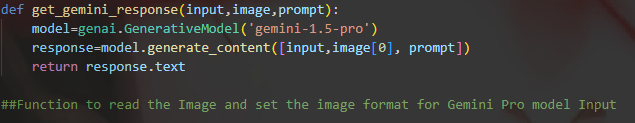 def get_gemini_response(input,image,prompt):
    model=genai.GenerativeModel('gemini-1.5-pro')
    response=model.generate_content([input,image[0], prompt])
    return response.text
##Function to read the Image and set the image format for Gemini Pro model Input